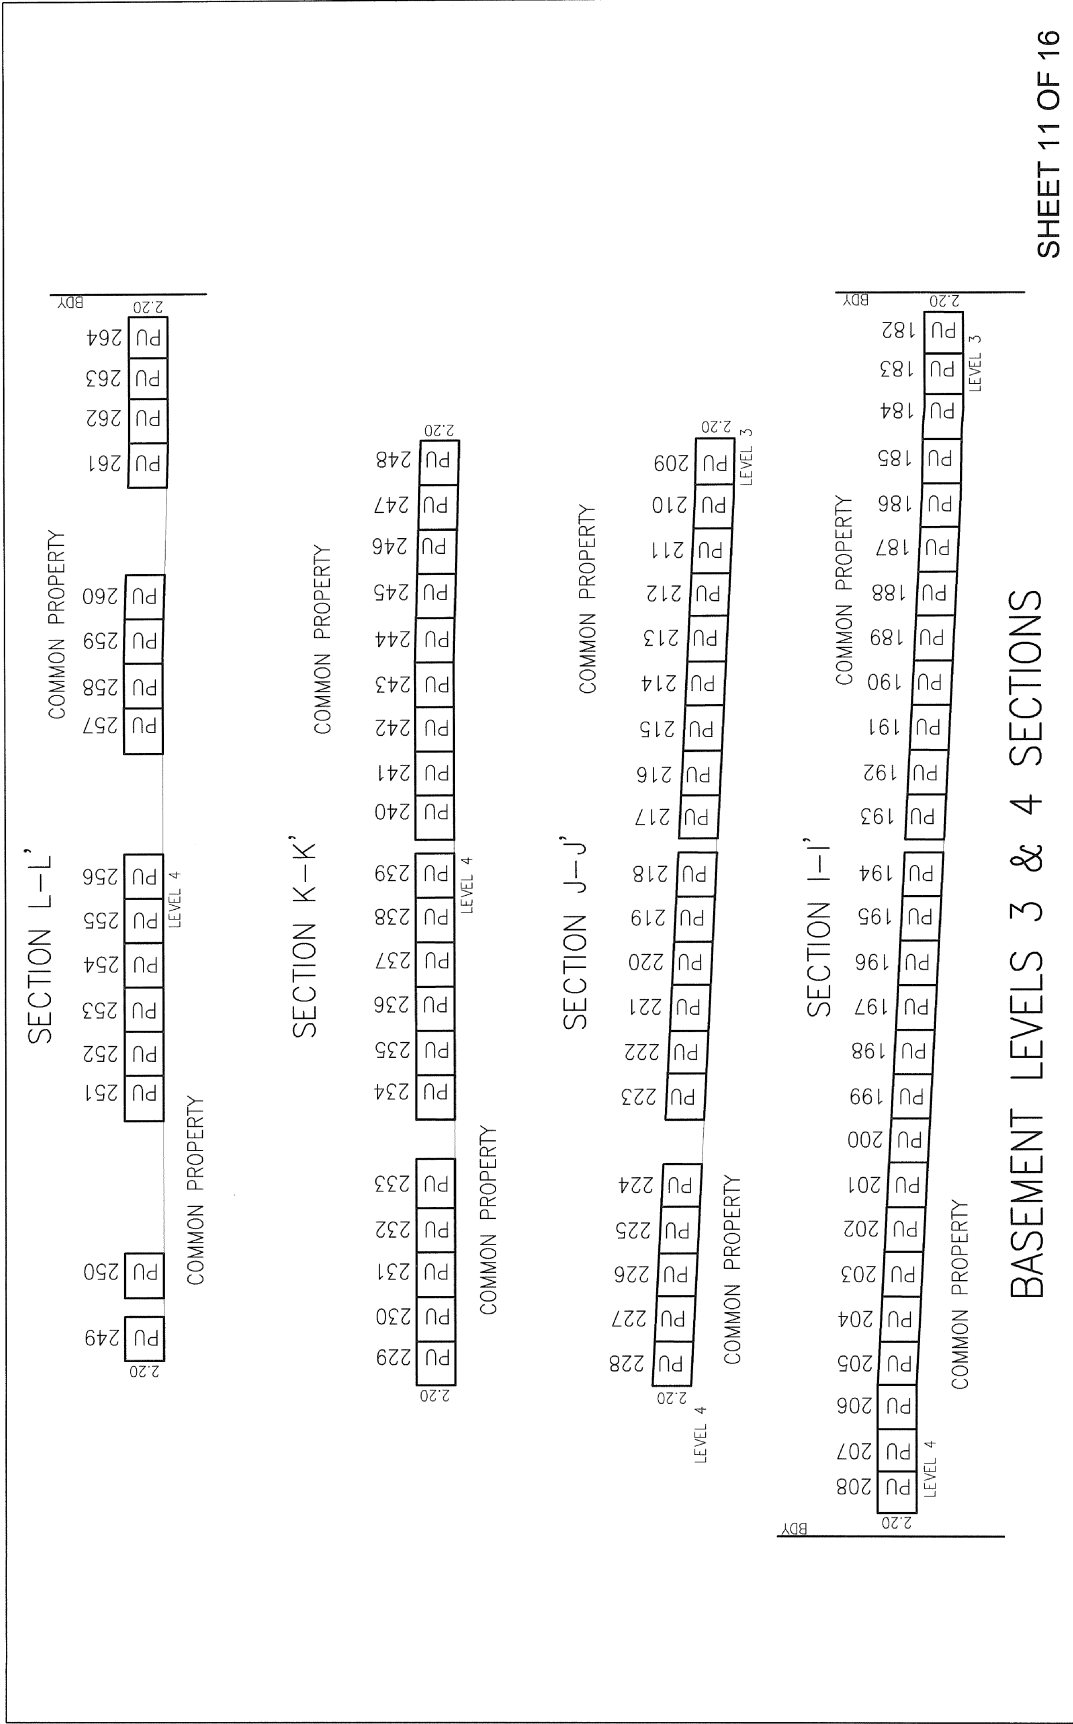 SECTION L-L'
COMMON PROPERTY
BDY
249 250 251 252 253 254 255 256 257 258 259 260 261 262 263 264
2.20 PU PU PU PU PU PU PU PU PU PU PU PU PU PU PU PU 2.20
LEVEL 4
COMMON PROPERTY
SECTION K-K'
COMMON PROPERTY
229 230 231 232 233 234 235 236 237 238 239 240 241 242 243 244 245 246 247 248
2.20 PU PU PU PU PU PU PU PU PU PU PU PU PU PU PU PU PU PU PU PU 2.20
LEVEL 4
COMMON PROPERTY
SECTION J-J'
COMMON PROPERTY
228 227 226 225 224 223 222 221 220 219 218 217 216 215 214 213 212 211 210 209
2.20 PU PU PU PU PU PU PU PU PU PU PU PU PU PU PU PU PU PU PU PU 2.20
LEVEL 4
LEVEL 3
COMMON PROPERTY
SECTION I-I'
COMMON PROPERTY
BDY
BDY
208 207 206 205 204 203 202 201 200 199 198 197 196 195 194 193 192 191 190 189 188 187 186 185 184 183 182
2.20 PU PU PU PU PU PU PU PU PU PU PU PU PU PU PU PU PU PU PU PU PU PU PU PU PU PU PU 2.20
LEVEL 4
LEVEL 3
COMMON PROPERTY
BASEMENT LEVELS 3 & 4 SECTIONS
SHEET 11 OF 16